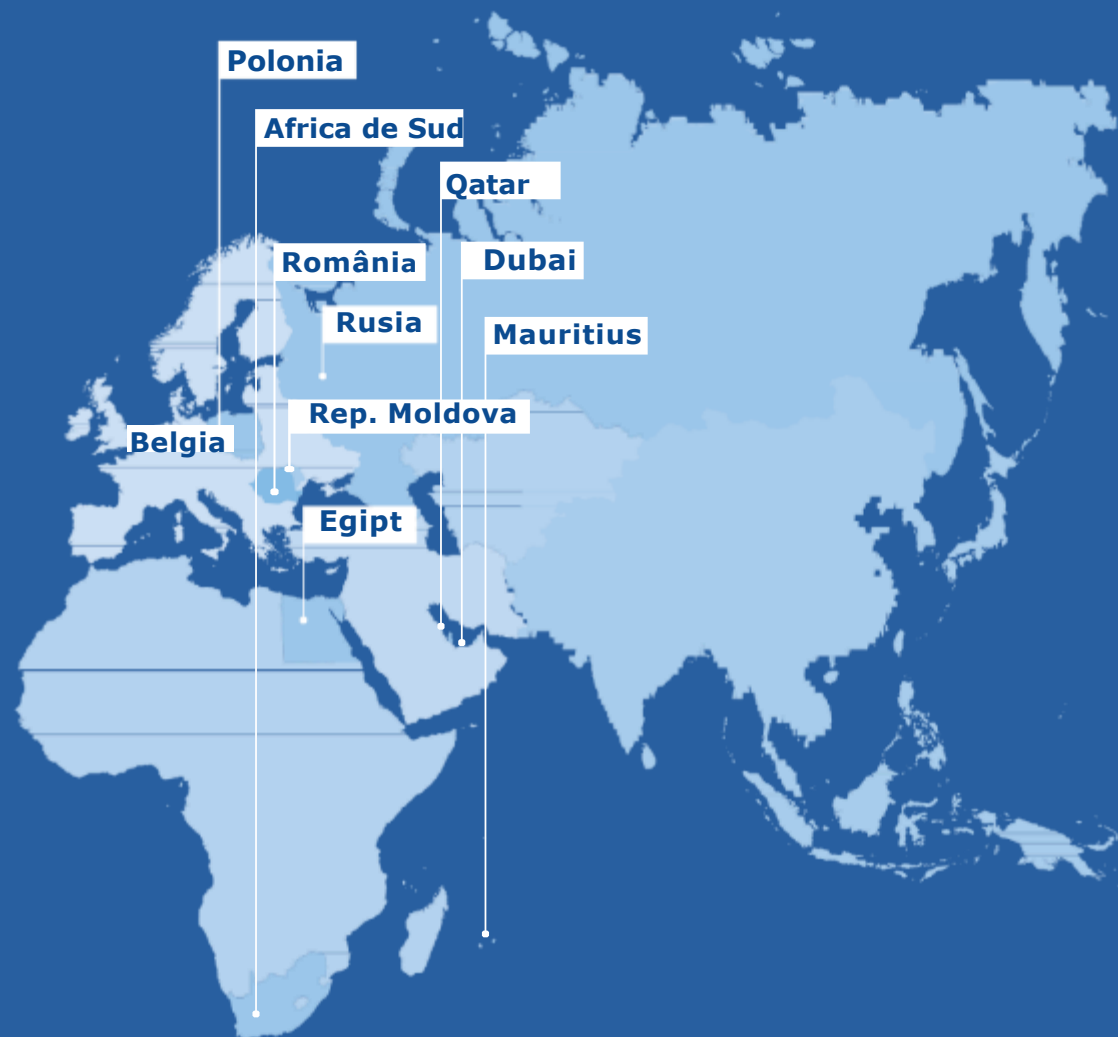 Polonia
Africa de Sud
Qatar
România
Dubai
Rusia
Mauritius
Rep. Moldova
Belgia
Egipt